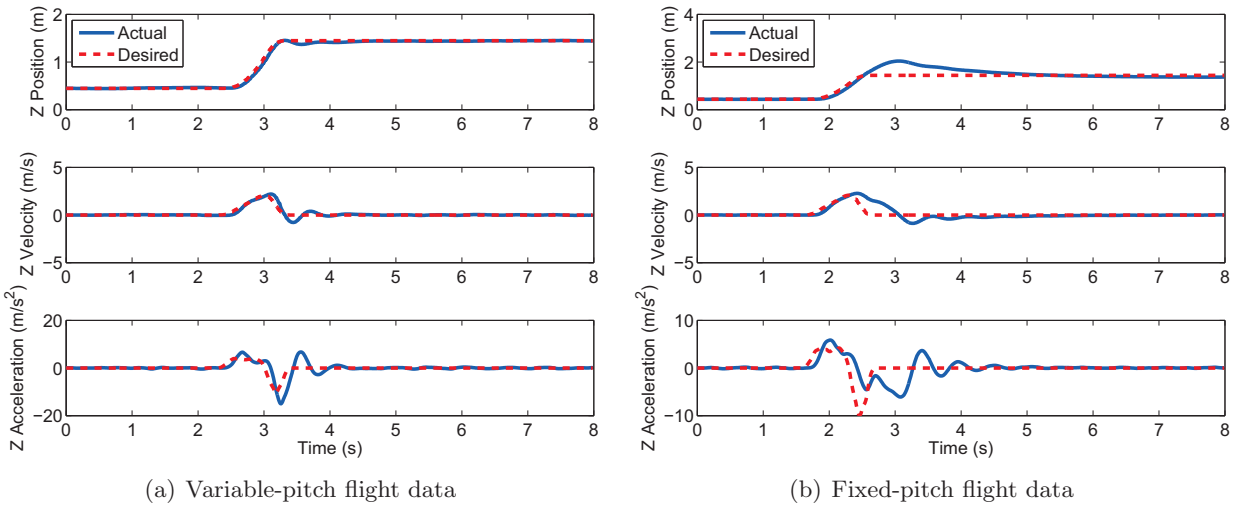 Z Position (m)
2
1
0
Actual
Desired
0 1 2 3 4 5 6 7 8
Z Velocity (m/s)
5
0
−5
0 1 2 3 4 5 6 7 8
Z Acceleration (m/s²)
20
0
−20
0 1 2 3 4 5 6 7 8
Time (s)
(a) Variable-pitch flight data
Z Position (m)
4
2
0
Actual
Desired
0 1 2 3 4 5 6 7 8
Z Velocity (m/s)
5
0
−5
0 1 2 3 4 5 6 7 8
Z Acceleration (m/s²)
10
0
−10
0 1 2 3 4 5 6 7 8
Time (s)
(b) Fixed-pitch flight data